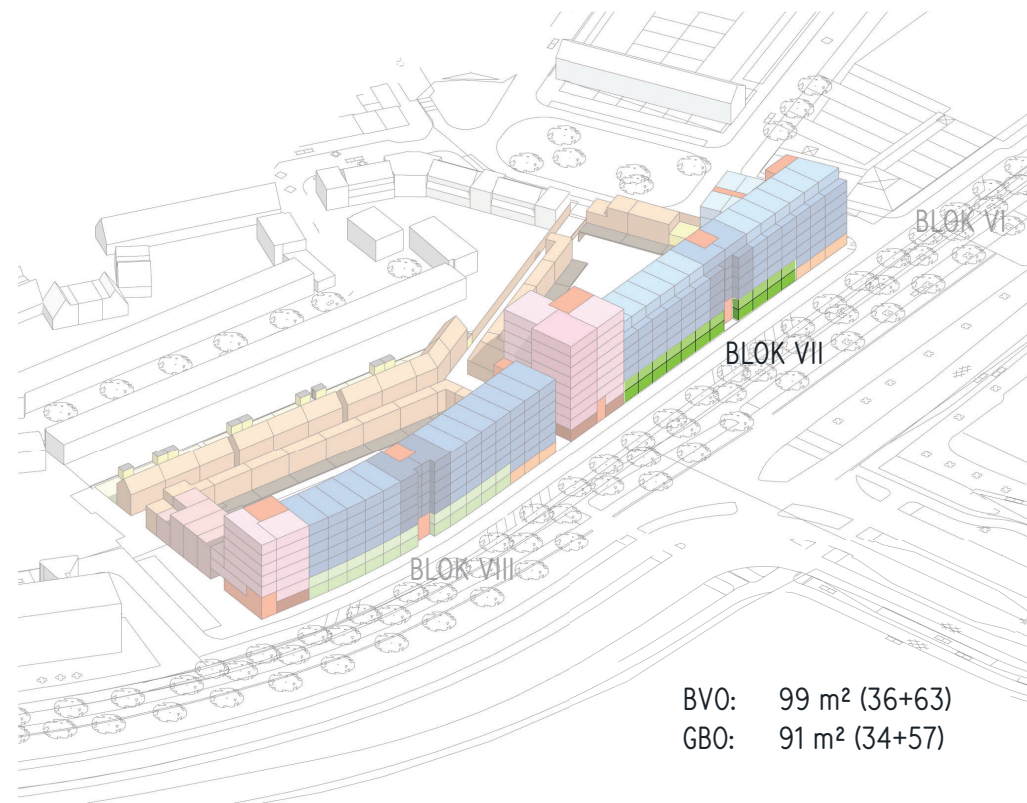 BLOK VI
BLOK VII
BLOK VIII
BVO: 99 m² (36+63)
GBO: 91 m² (34+57)